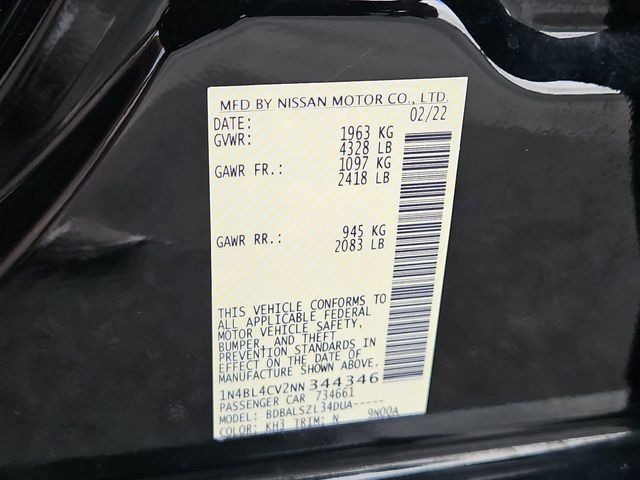 MFD BY NISSAN MOTOR CO., LTD.
DATE: 02/22
GVWR: 1963 KG
4328 LB
GAWR FR.: 1097 KG
2418 LB
GAWR RR.: 945 KG
2083 LB
THIS VEHICLE CONFORMS TO
ALL APPLICABLE FEDERAL
MOTOR VEHICLE SAFETY,
BUMPER, AND THEFT
PREVENTION STANDARDS IN
EFFECT ON THE DATE OF
MANUFACTURE SHOWN ABOVE.
1N4BL4CV2NN344346
PASSENGER CAR 734661
MODEL: BDBALSZL34DUA-----
COLOR: KH3 TRIM: N 9N00A